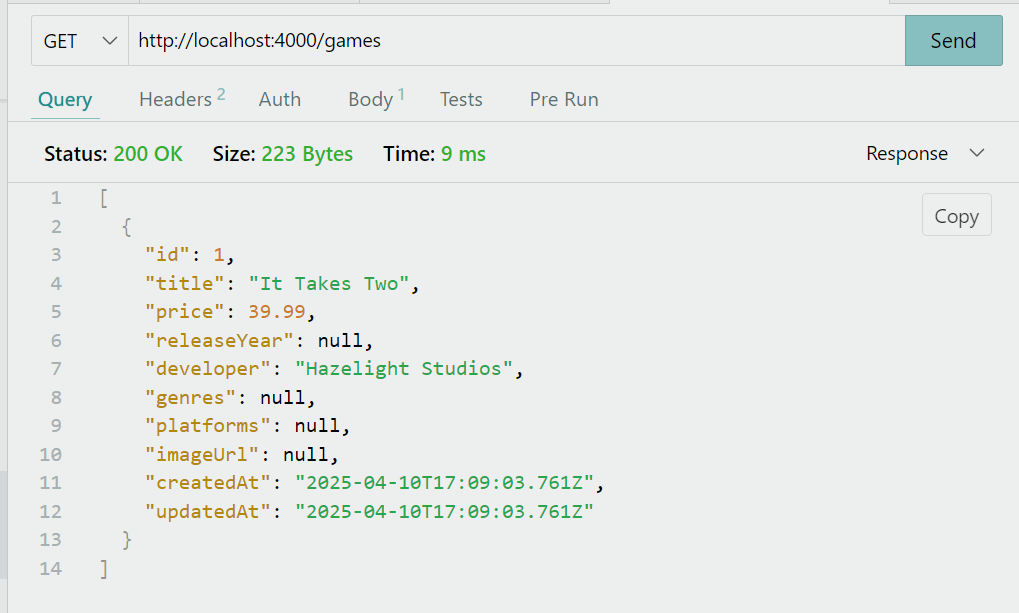 GET http://localhost:4000/games Send
Query Headers 2 Auth Body 1 Tests Pre Run
Status: 200 OK Size: 223 Bytes Time: 9 ms Response
Copy
1 [
2 {
3 "id": 1,
4 "title": "It Takes Two",
5 "price": 39.99,
6 "releaseYear": null,
7 "developer": "Hazelight Studios",
8 "genres": null,
9 "platforms": null,
10 "imageUrl": null,
11 "createdAt": "2025-04-10T17:09:03.761Z",
12 "updatedAt": "2025-04-10T17:09:03.761Z"
13 }
14 ]